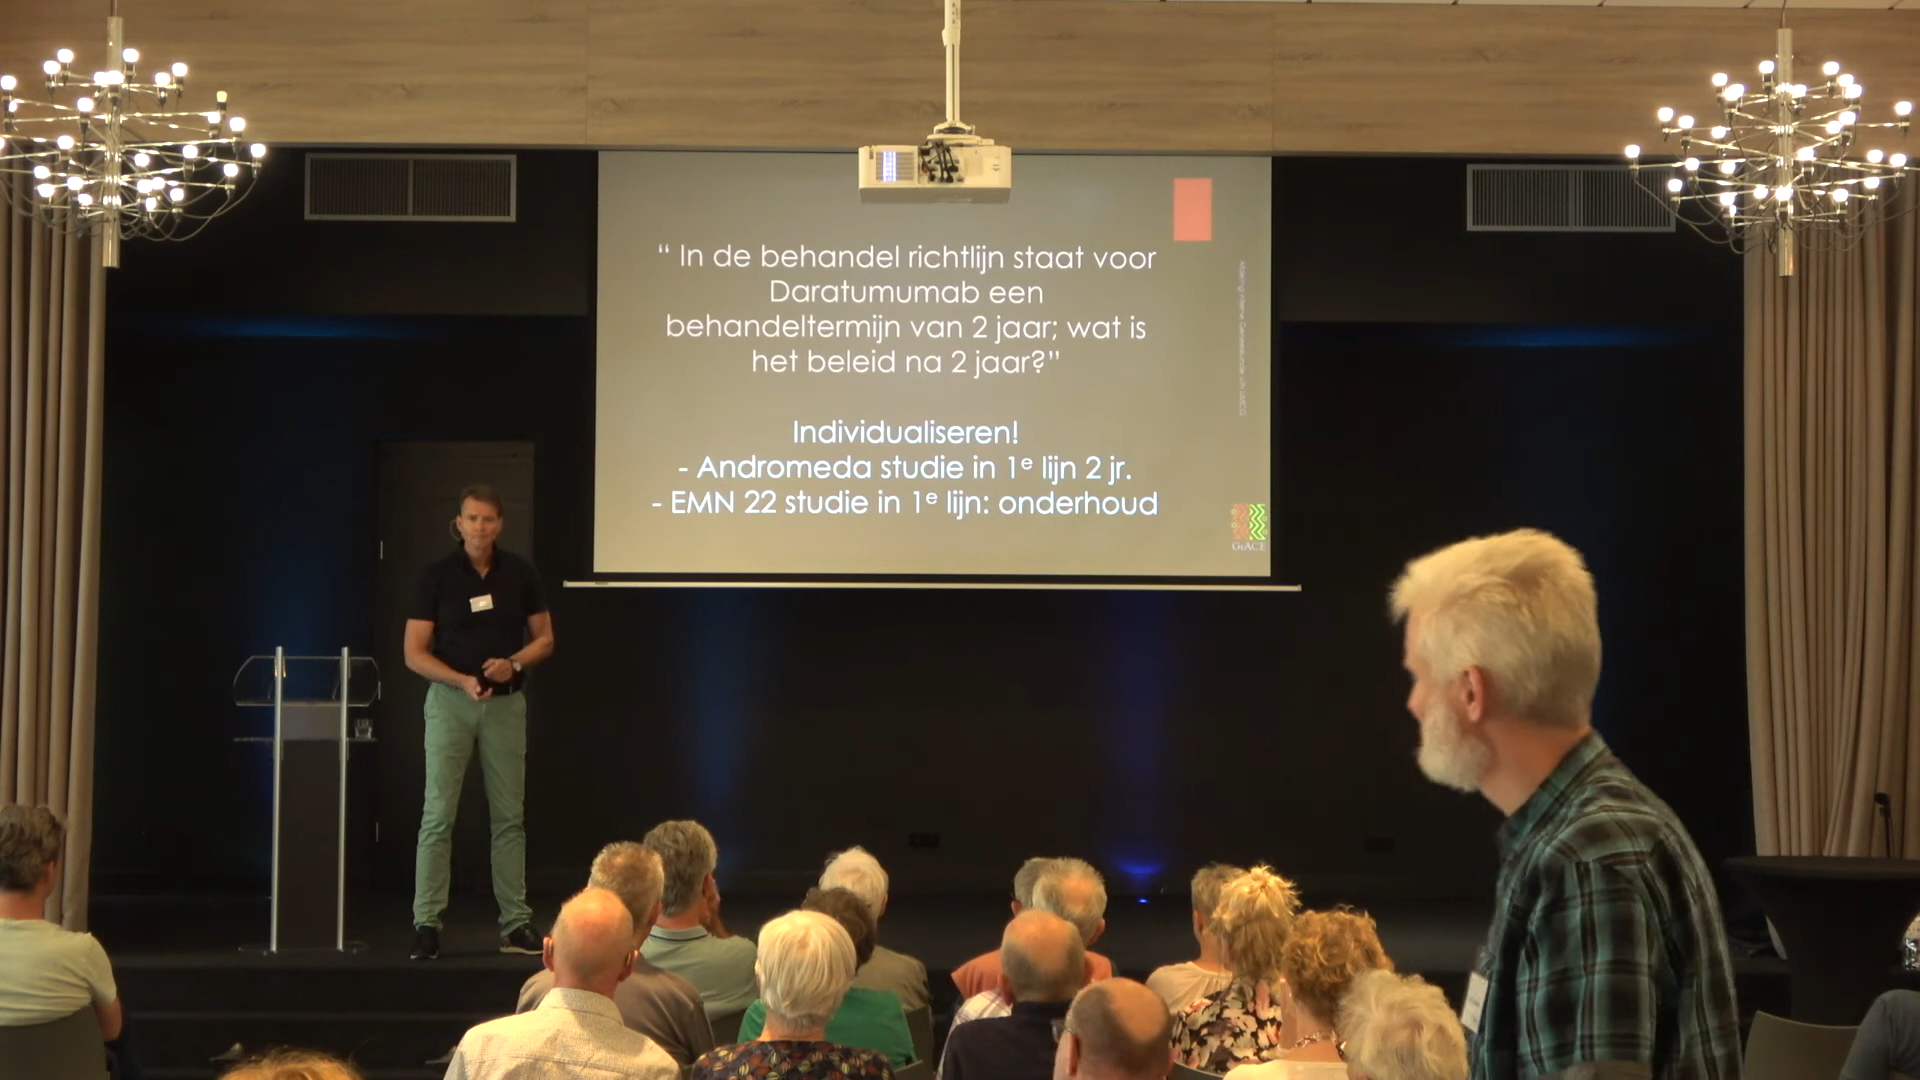 “ In de behandel richtlijn staat voor
Daratumumab een
behandeltermijn van 2 jaar; wat is
het beleid na 2 jaar?”
Individualiseren!
- Andromeda studie in 1e lijn 2 jr.
- EMN 22 studie in 1e lijn: onderhoud
GrACE